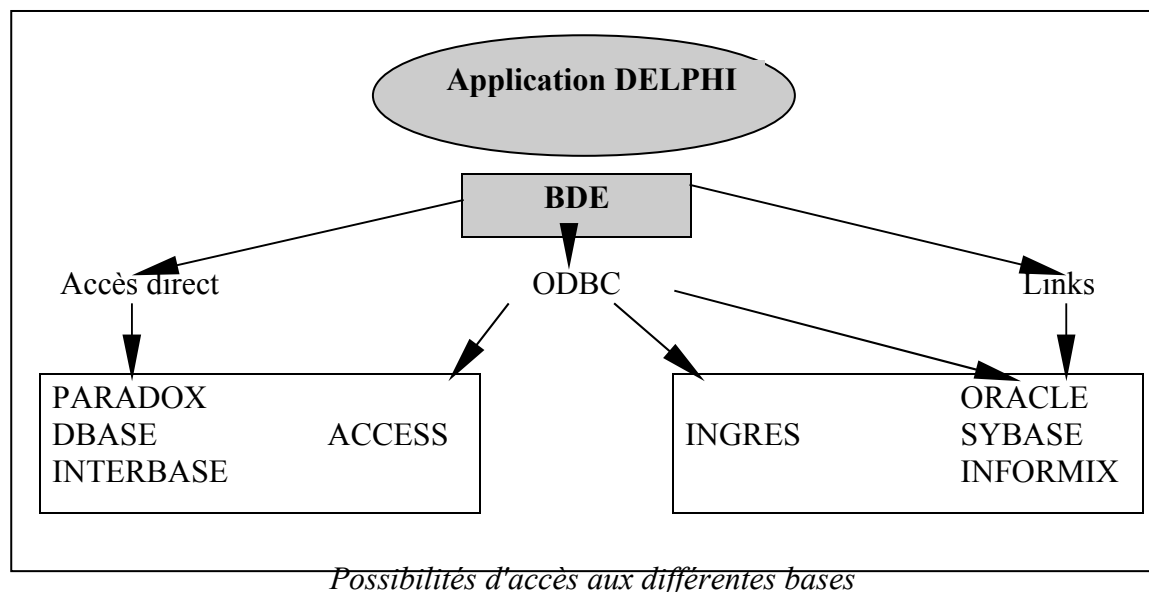 Application DELPHI
BDE
Accès direct ODBC Links
PARADOX ORACLE
DBASE ACCESS INGRES SYBASE
INTERBASE INFORMIX
Possibilités d'accès aux différentes bases